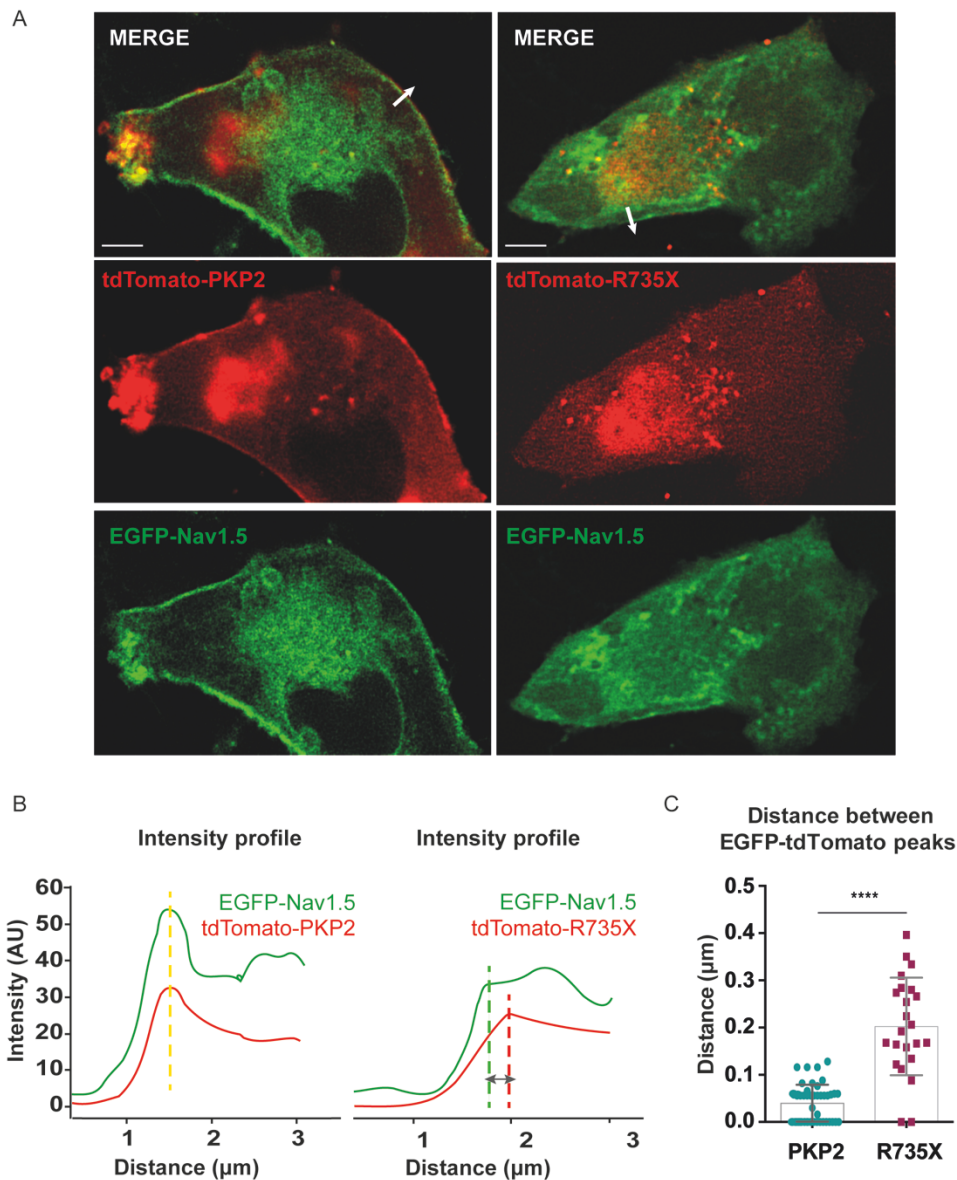 A
MERGE
MERGE
tdTomato-PKP2
tdTomato-R735X
EGFP-Nav1.5
EGFP-Nav1.5
B
Intensity profile
Intensity profile
EGFP-Nav1.5
tdTomato-PKP2
EGFP-Nav1.5
tdTomato-R735X
Intensity (AU)
60
50
40
30
20
10
0
1
2
3
Distance (µm)
1
2
3
Distance (µm)
C
Distance between
EGFP-tdTomato peaks
****
Distance (µm)
0.5
0.4
0.3
0.2
0.1
0.0
PKP2
R735X